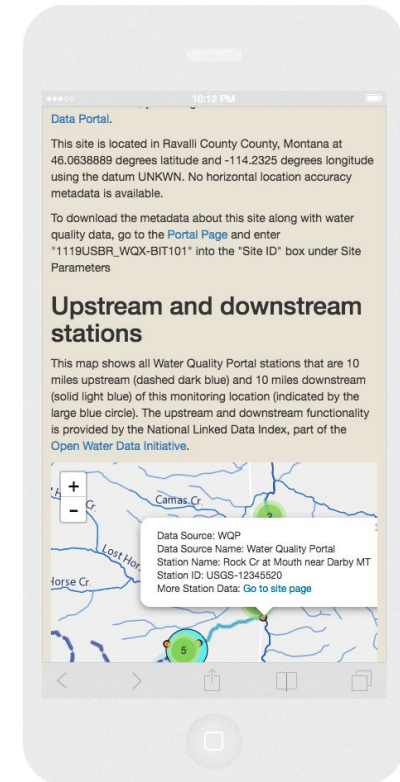 10:12 PM
Data Portal.
This site is located in Ravalli County County, Montana at
46.0638889 degrees latitude and -114.2325 degrees longitude
using the datum UNKWN. No horizontal location accuracy
metadata is available.
To download the metadata about this site along with water
quality data, go to the Portal Page and enter
"1119USBR_WQX-BIT101" into the "Site ID" box under Site
Parameters
Upstream and downstream
stations
This map shows all Water Quality Portal stations that are 10
miles upstream (dashed dark blue) and 10 miles downstream
(solid light blue) of this monitoring location (indicated by the
large blue circle). The upstream and downstream functionality
is provided by the National Linked Data Index, part of the
Open Water Data Initiative.
+
-
Cr.
Camas Cr.
Data Source: WQP
Data Source Name: Water Quality Portal
Station Name: Rock Cr at Mouth near Darby MT
Station ID: USGS-12345520
More Station Data: Go to site page
Lost Hor
Horse Cr.
5